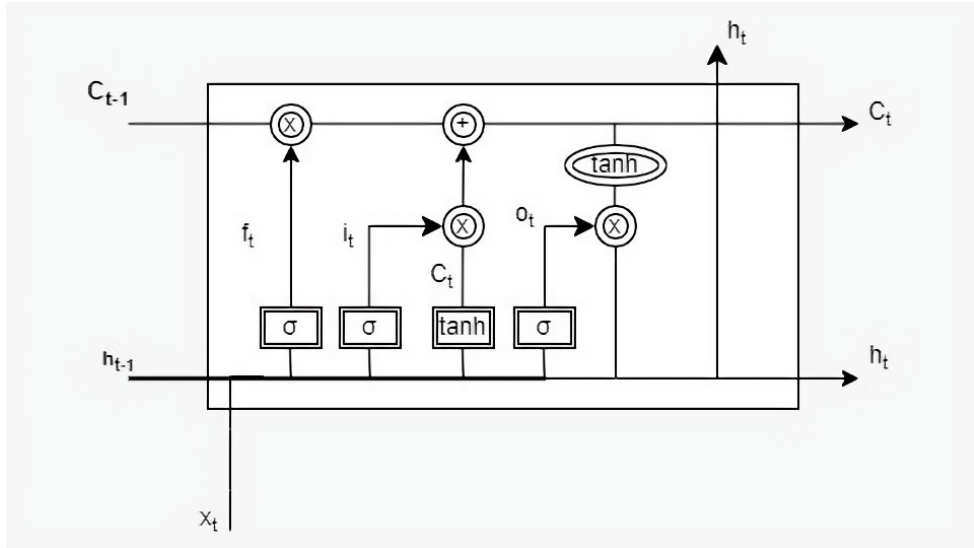 h_t
C_{t-1}
C_t
X
+
tanh
f_t
i_t
X
o_t
X
C_t
σ
σ
tanh
σ
h_{t-1}
h_t
x_t